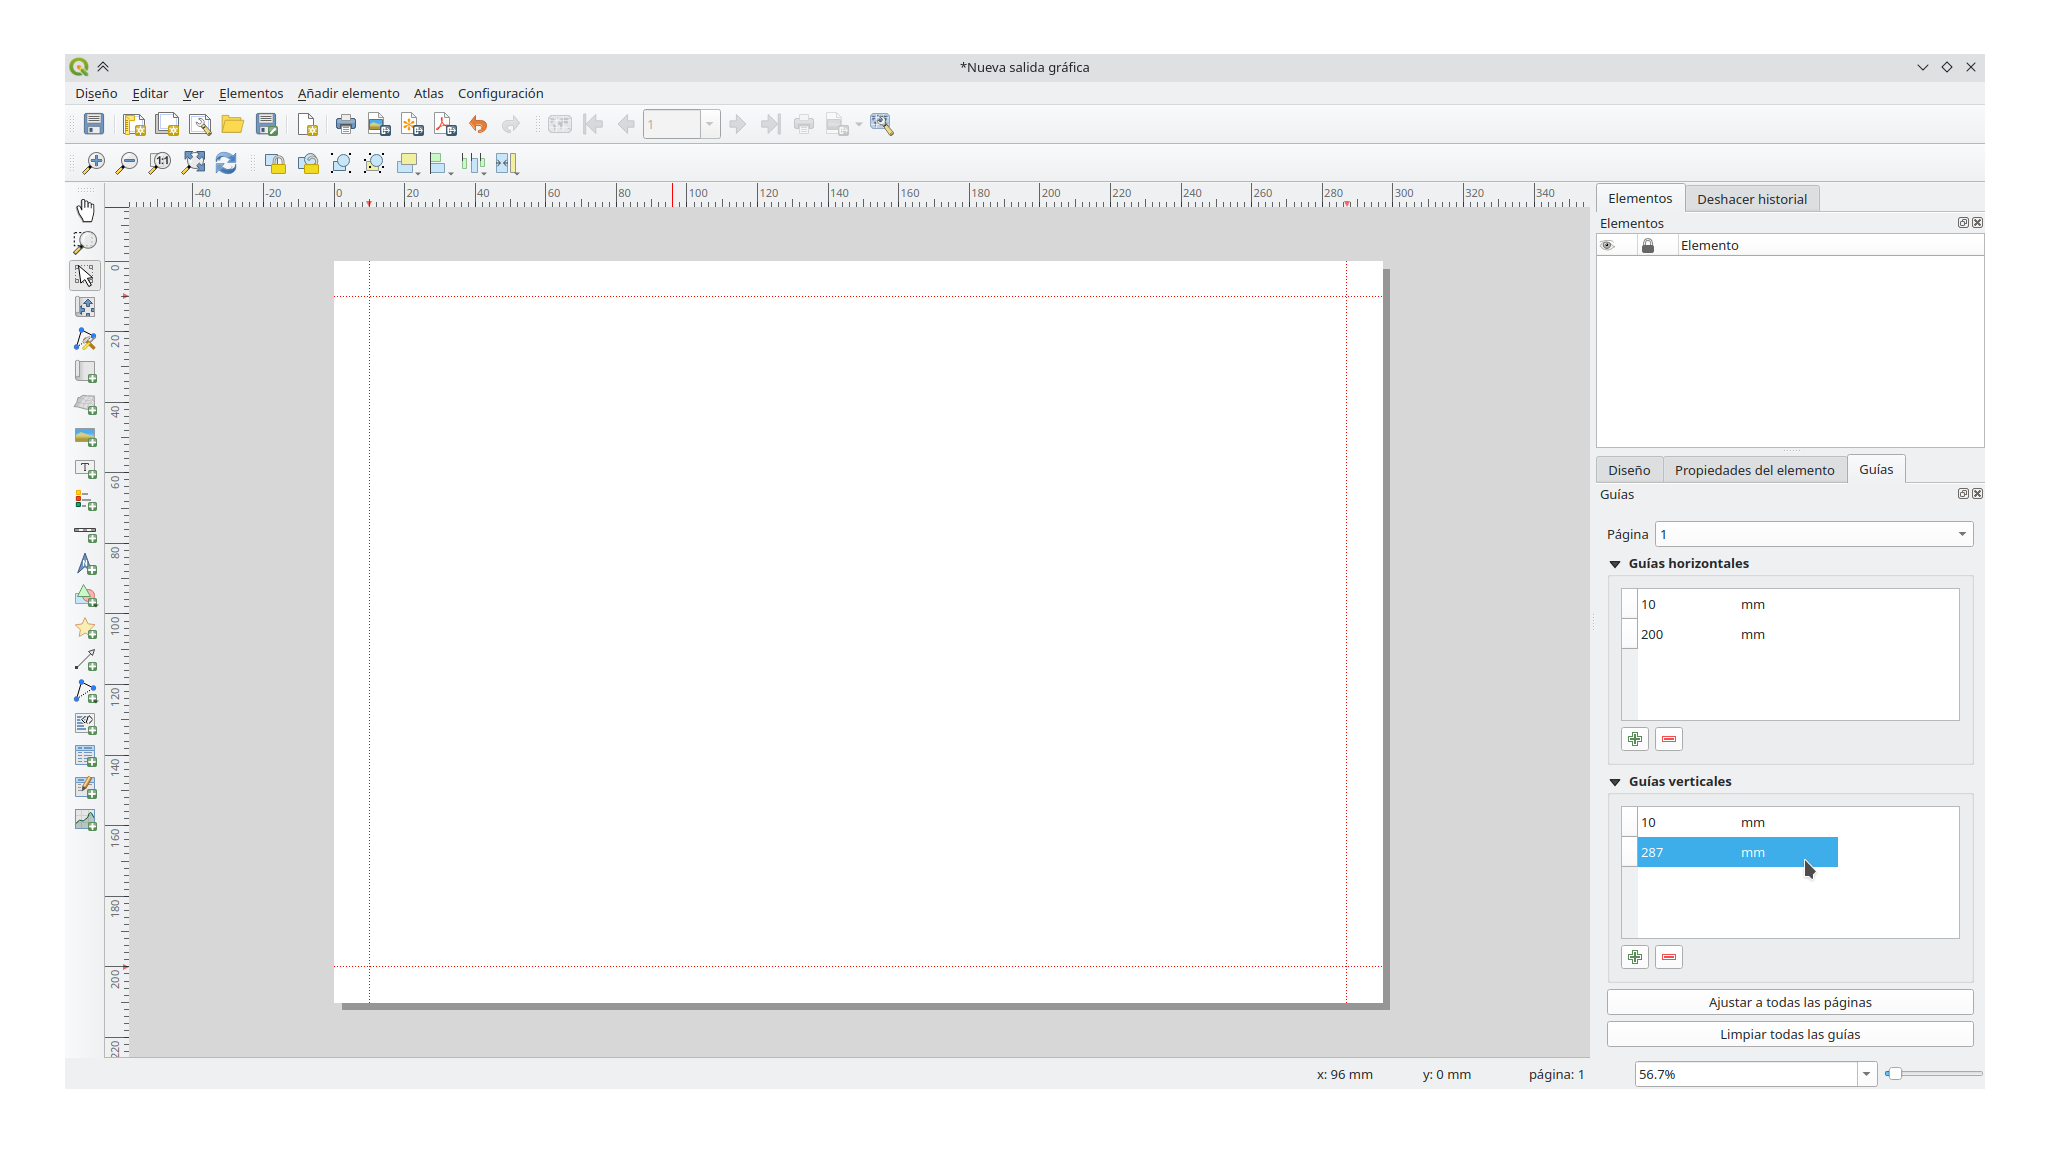 *Nueva salida gráfica
Diseño Editar Ver Elementos Añadir elemento Atlas Configuración
1
1:1
-40 -20 0 20 40 60 80 100 120 140 160 180 200 220 240 260 280 300 320 340
0
20
40
60
80
100
120
140
160
180
200
220
T
Elementos Deshacer historial
Elementos
Elemento
Diseño Propiedades del elemento Guías
Guías
Página 1
Guías horizontales
10 mm
200 mm
Guías verticales
10 mm
287 mm
Ajustar a todas las páginas
Limpiar todas las guías
x: 96 mm y: 0 mm página: 1 56.7%